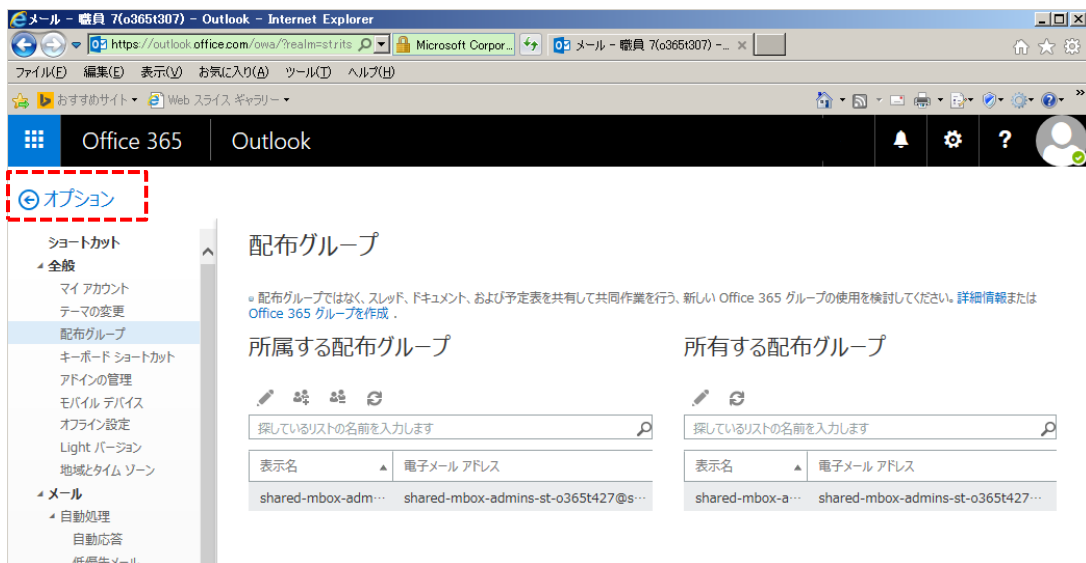 メール - 職員 7(o365t307) - Outlook - Internet Explorer
https://outlook.office.com/owa/?realm=strits
Microsoft Corpor...
メール - 職員 7(o365t307) -...
ファイル(F) 編集(E) 表示(V) お気に入り(A) ツール(T) ヘルプ(H)
おすすめサイト Web スライス ギャラリー
Office 365 Outlook
オプション
ショートカット
全般
マイ アカウント
テーマの変更
配布グループ
キーボード ショートカット
アドインの管理
モバイル デバイス
オフライン設定
Light バージョン
地域とタイム ゾーン
メール
自動処理
自動応答
低優先メール
配布グループ
配布グループではなく、スレッド、ドキュメント、および予定表を共有して共同作業を行う、新しい Office 365 グループの使用を検討してください。詳細情報または
Office 365 グループを作成 .
所属する配布グループ
探しているリストの名前を入力します
表示名 電子メール アドレス
shared-mbox-adm… shared-mbox-admins-st-o365t427@s…
所有する配布グループ
探しているリストの名前を入力します
表示名 電子メール アドレス
shared-mbox-a… shared-mbox-admins-st-o365t427…